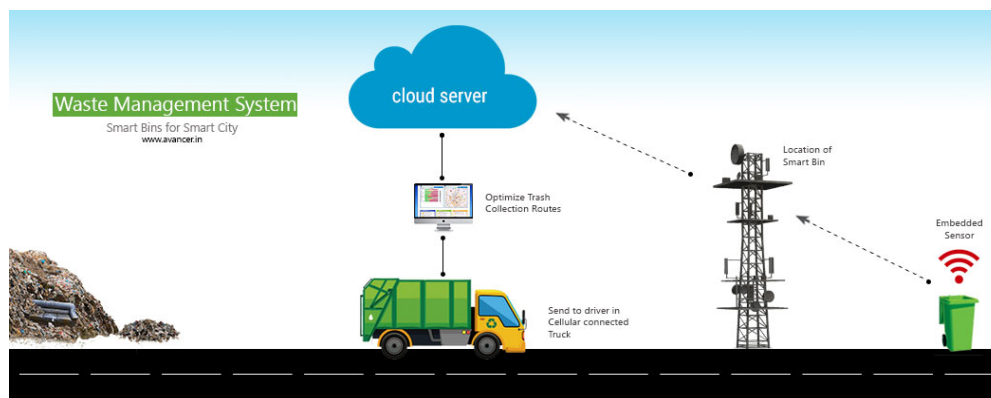 Waste Management System
Smart Bins for Smart City
www.avancer.in
cloud server
Location of
Smart Bin
Optimize Trash
Collection Routes
Embedded
Sensor
Send to driver in
Cellular connected
Truck